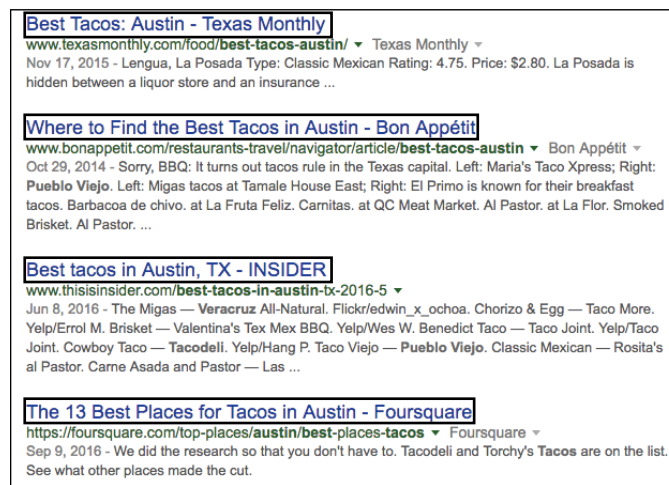 Best Tacos: Austin - Texas Monthly
www.texasmonthly.com/food/best-tacos-austin/ Texas Monthly
Nov 17, 2015 - Lengua, La Posada Type: Classic Mexican Rating: 4.75. Price: $2.80. La Posada is
hidden between a liquor store and an insurance ...
Where to Find the Best Tacos in Austin - Bon Appétit
www.bonappetit.com/restaurants-travel/navigator/article/best-tacos-austin Bon Appétit
Oct 29, 2014 - Sorry, BBQ: It turns out tacos rule in the Texas capital. Left: Maria's Taco Xpress; Right:
Pueblo Viejo. Left: Migas tacos at Tamale House East; Right: El Primo is known for their breakfast
tacos. Barbacoa de chivo. at La Fruta Feliz. Carnitas. at QC Meat Market. Al Pastor. at La Flor. Smoked
Brisket. Al Pastor. ...
Best tacos in Austin, TX - INSIDER
www.thisisinsider.com/best-tacos-in-austin-tx-2016-5
Jun 8, 2016 - The Migas — Veracruz All-Natural. Flickr/edwin_x_ochoa. Chorizo & Egg — Taco More.
Yelp/Errol M. Brisket — Valentina's Tex Mex BBQ. Yelp/Wes W. Benedict Taco — Taco Joint. Yelp/Taco
Joint. Cowboy Taco — Tacodeli. Yelp/Hang P. Taco Viejo — Pueblo Viejo. Classic Mexican — Rosita's
al Pastor. Carne Asada and Pastor — Las ...
The 13 Best Places for Tacos in Austin - Foursquare
https://foursquare.com/top-places/austin/best-places-tacos Foursquare
Sep 9, 2016 - We did the research so that you don't have to. Tacodeli and Torchy's Tacos are on the list.
See what other places made the cut.